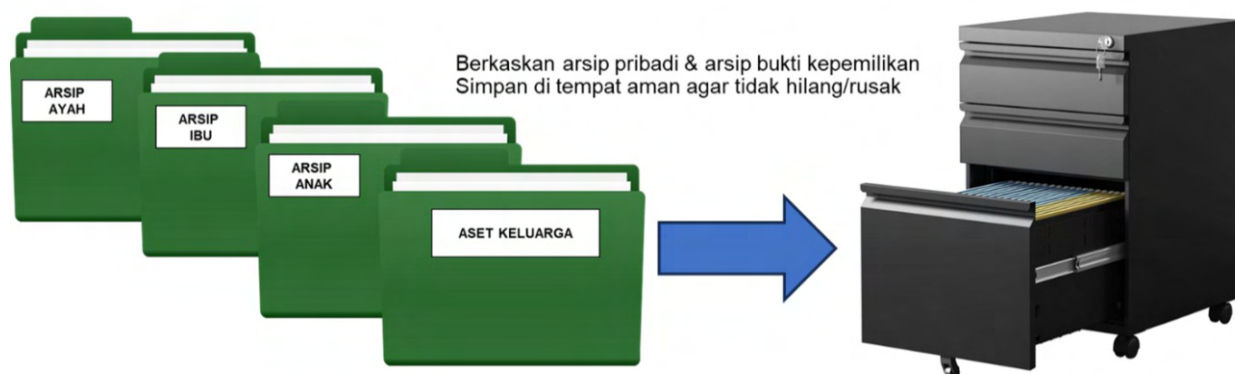 ARSIP
AYAH
ARSIP
IBU
ARSIP
ANAK
ASET KELUARGA
Berkaskan arsip pribadi & arsip bukti kepemilikan
Simpan di tempat aman agar tidak hilang/rusak